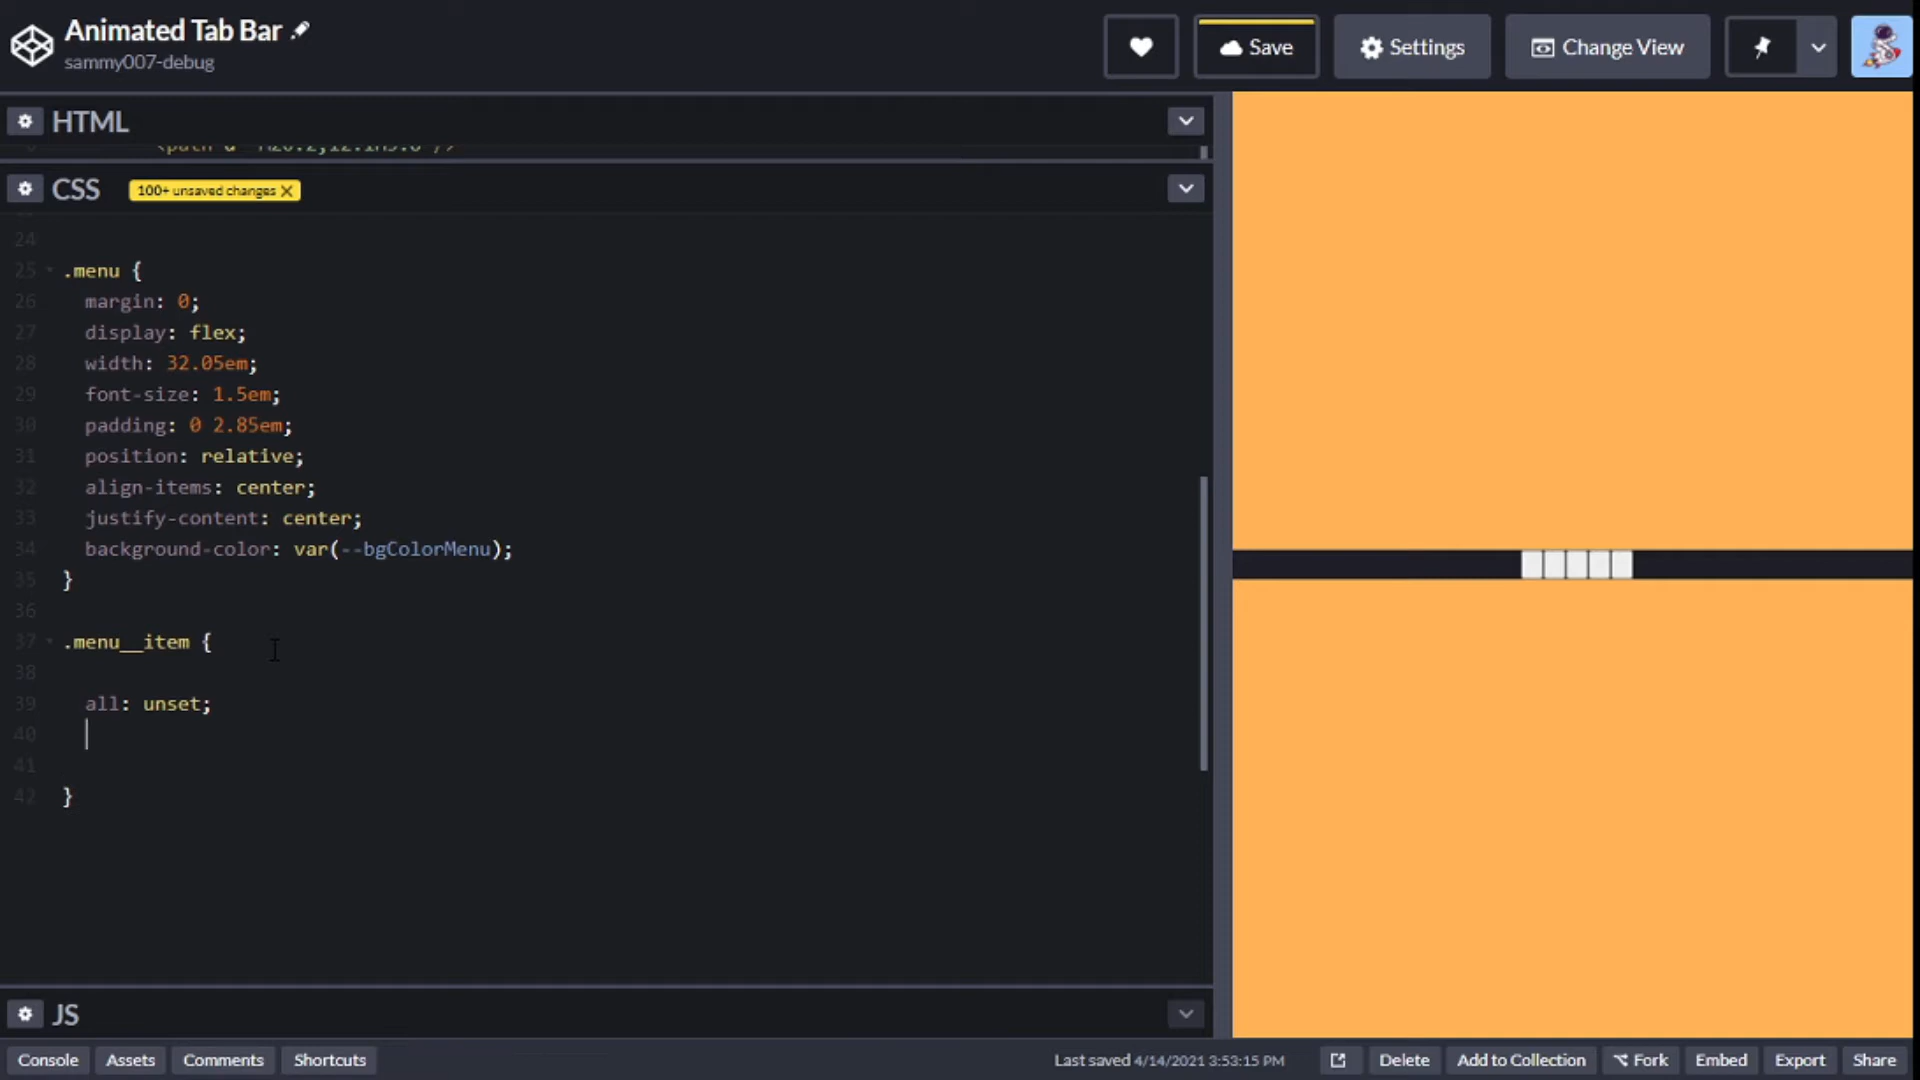 Animated Tab Bar
sammy007-debug
Save
Settings
Change View
HTML
CSS
100+ unsaved changes X
24
25 .menu {
26 margin: 0;
27 display: flex;
28 width: 32.05em;
29 font-size: 1.5em;
30 padding: 0 2.85em;
31 position: relative;
32 align-items: center;
33 justify-content: center;
34 background-color: var(--bgColorMenu);
35 }
36
37 .menu__item {
38
39 all: unset;
40
41
42 }
JS
Console Assets Comments Shortcuts
Last saved 4/14/2021 3:53:15 PM
Delete Add to Collection Fork Embed Export Share